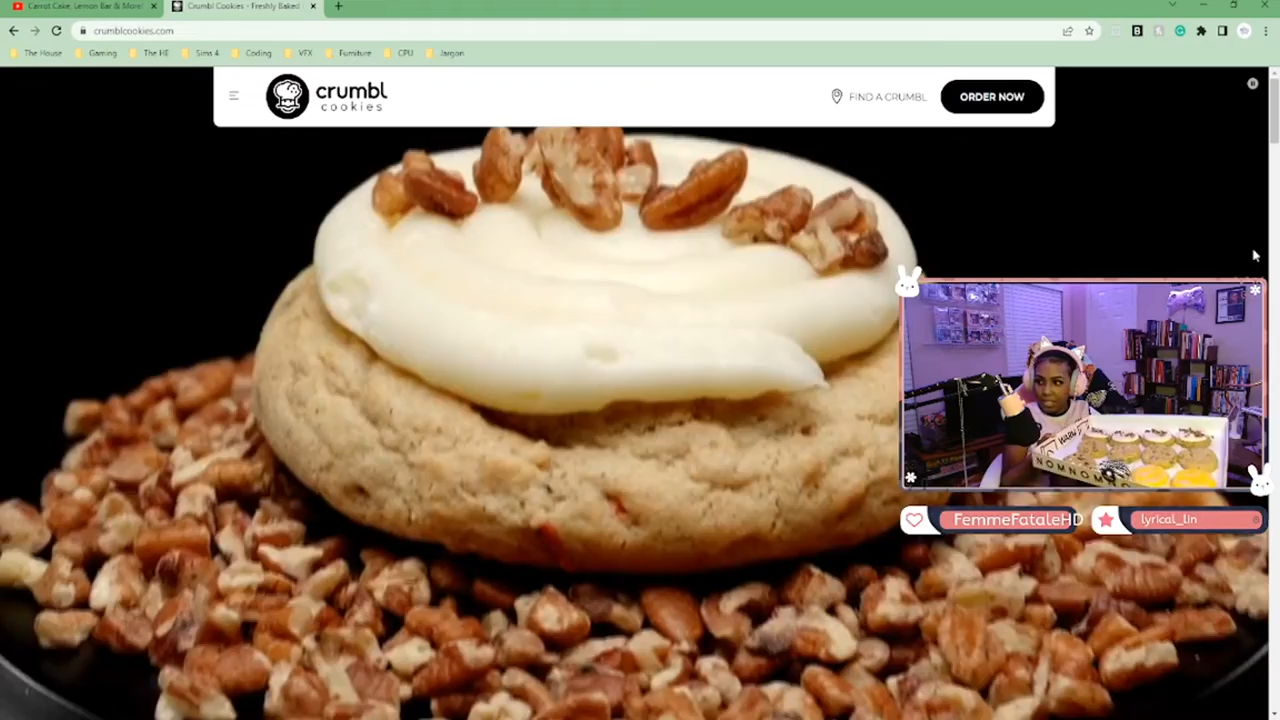 Carrot Cake, Lemon Bar & More!
Crumbl Cookies - Freshly Baked
crumblcookies.com
The House
Gaming
The HE
Sims 4
Coding
VFX
Furniture
CPU
Jargon
crumbl
cookies
FIND A CRUMBL
ORDER NOW
NOMNOM
FemmeFataleHD
lyrical_lin